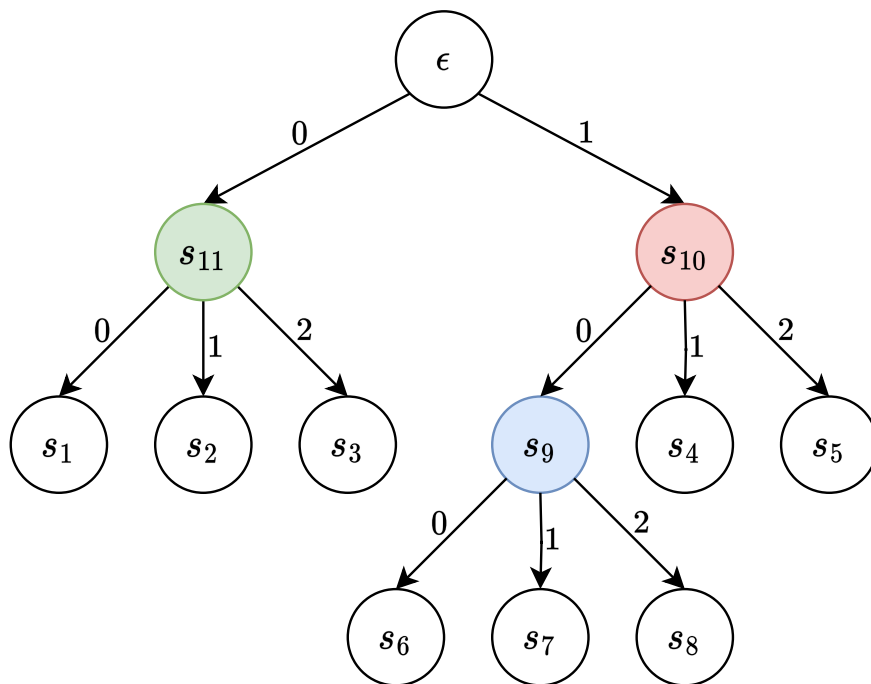 ϵ
0 1
s₁₁ s₁₀
0 1 2 0 1 2
s₁ s₂ s₃ s₉ s₄ s₅
0 1 2
s₆ s₇ s₈